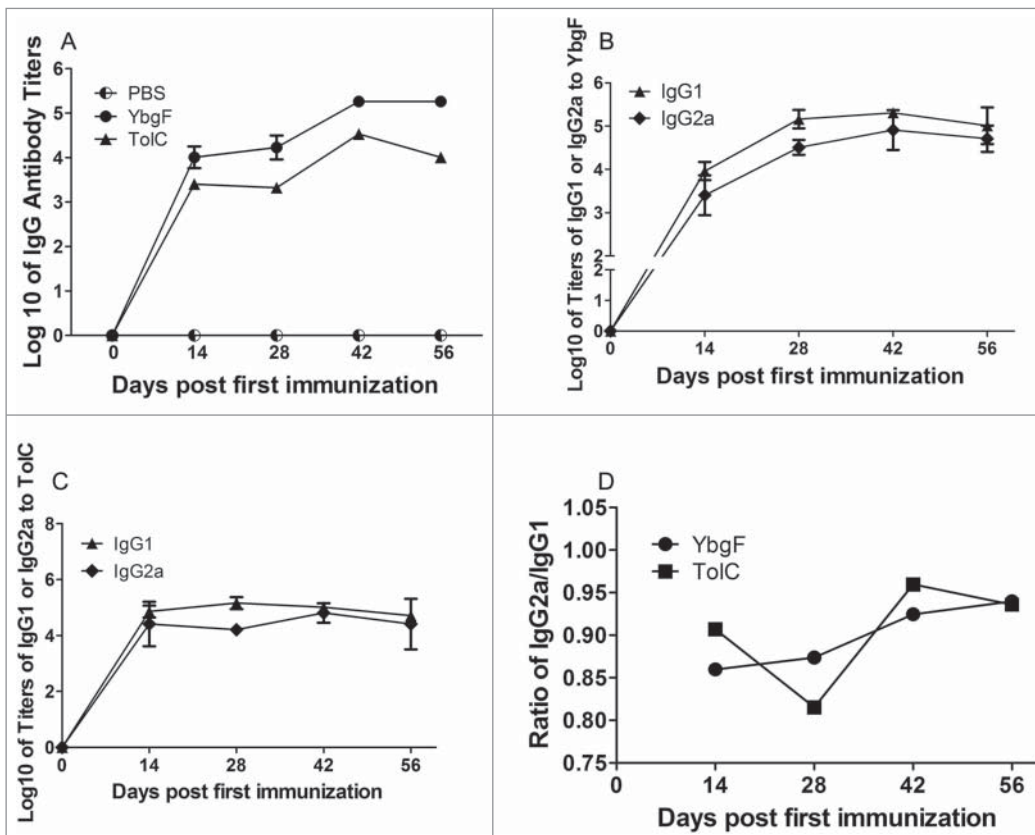 A
Log 10 of IgG Antibody Titers
PBS
YbgF
TolC
6
5
4
3
2
1
0
0 14 28 42 56
Days post first immunization
B
Log10 of Titers of IgG1 or IgG2a to YbgF
IgG1
IgG2a
6
5
4
3
2
2
1
0
0 14 28 42 56
Days post first immunization
C
Log10 of Titers of IgG1 or IgG2a to TolC
IgG1
IgG2a
8
6
4
2
0
0 14 28 42 56
Days post first immunization
D
Ratio of IgG2a/IgG1
YbgF
TolC
1.05
1.00
0.95
0.90
0.85
0.80
0.75
0 14 28 42 56
Days post first immunization